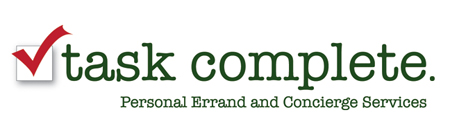 task complete.
Personal Errand and Concierge Services